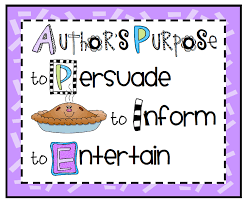 Author's Purpose
to Persuade
to Inform
to Entertain